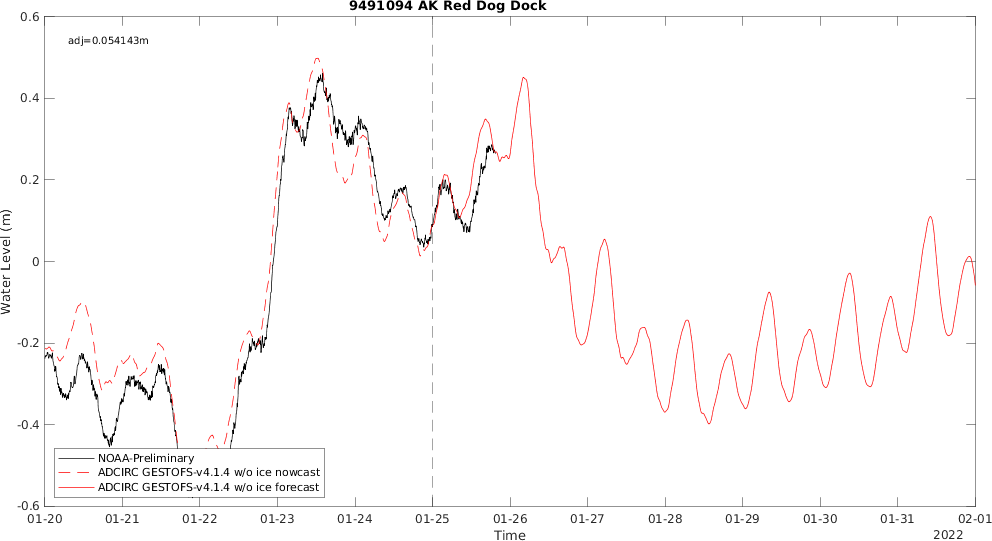 9491094 AK Red Dog Dock
adj=0.054143m
Water Level (m)
0.6
0.4
0.2
0
-0.2
-0.4
-0.6
NOAA-Preliminary
ADCIRC GESTOFS-v4.1.4 w/o ice nowcast
ADCIRC GESTOFS-v4.1.4 w/o ice forecast
01-20 01-21 01-22 01-23 01-24 01-25 01-26 01-27 01-28 01-29 01-30 01-31 02-01
Time
2022